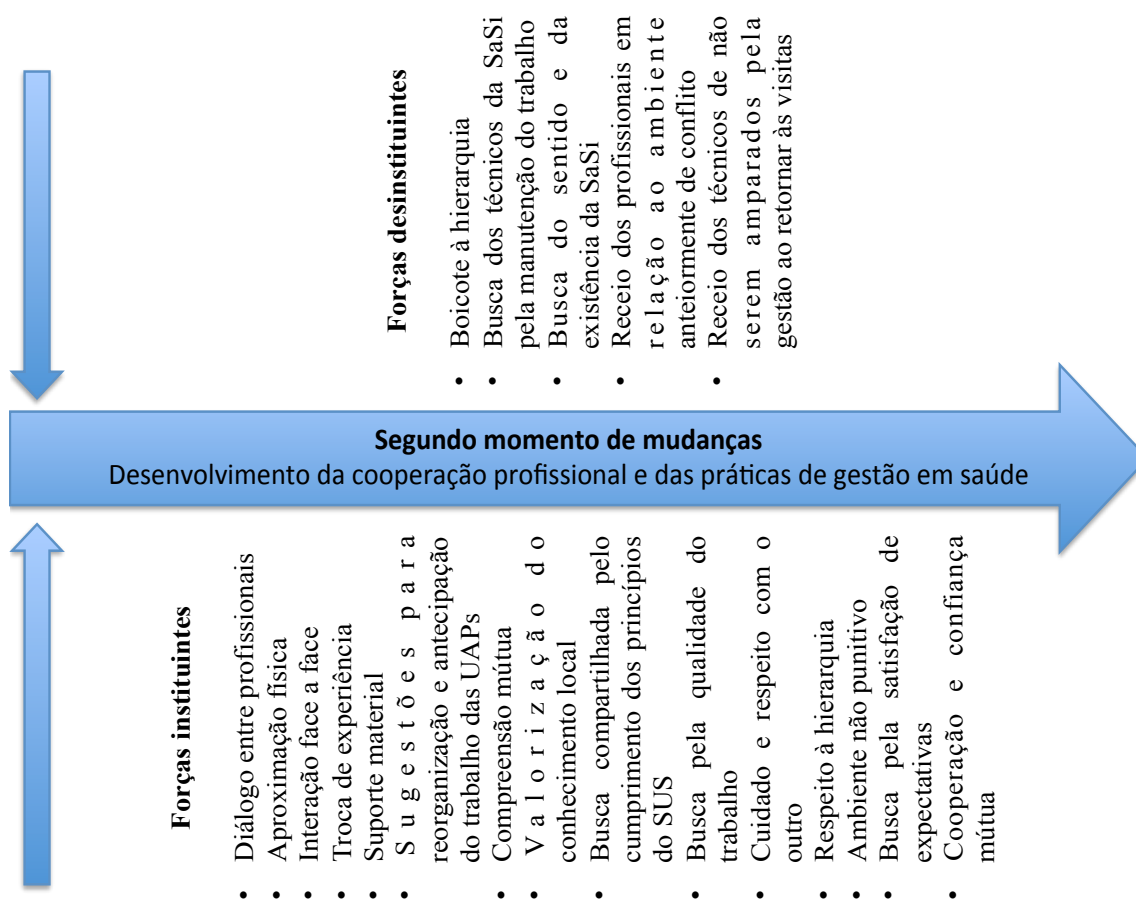 Forças instituintes
• Diálogo entre profissionais
• Aproximação física
• Interação face a face
• Troca de experiência
• Suporte material
• Sugestões para
reorganização e antecipação
do trabalho das UAPs
• Compreensão mútua
• Valorização do
conhecimento local
• Busca compartilhada pelo
cumprimento dos princípios
do SUS
• Busca pela qualidade do
trabalho
• Cuidado e respeito com o
outro
• Respeito à hierarquia
• Ambiente não punitivo
• Busca pela satisfação de
expectativas
• Cooperação e confiança
mútua
Segundo momento de mudanças
Desenvolvimento da cooperação profissional e das práticas de gestão em saúde
Forças desinstituintes
• Boicote à hierarquia
• Busca dos técnicos da SaSi
pela manutenção do trabalho
• Busca do sentido e da
existência da SaSi
• Receio dos profissionais em
relação ao ambiente
anteiormente de conflito
• Receio dos técnicos de não
serem amparados pela
gestão ao retornar às visitas